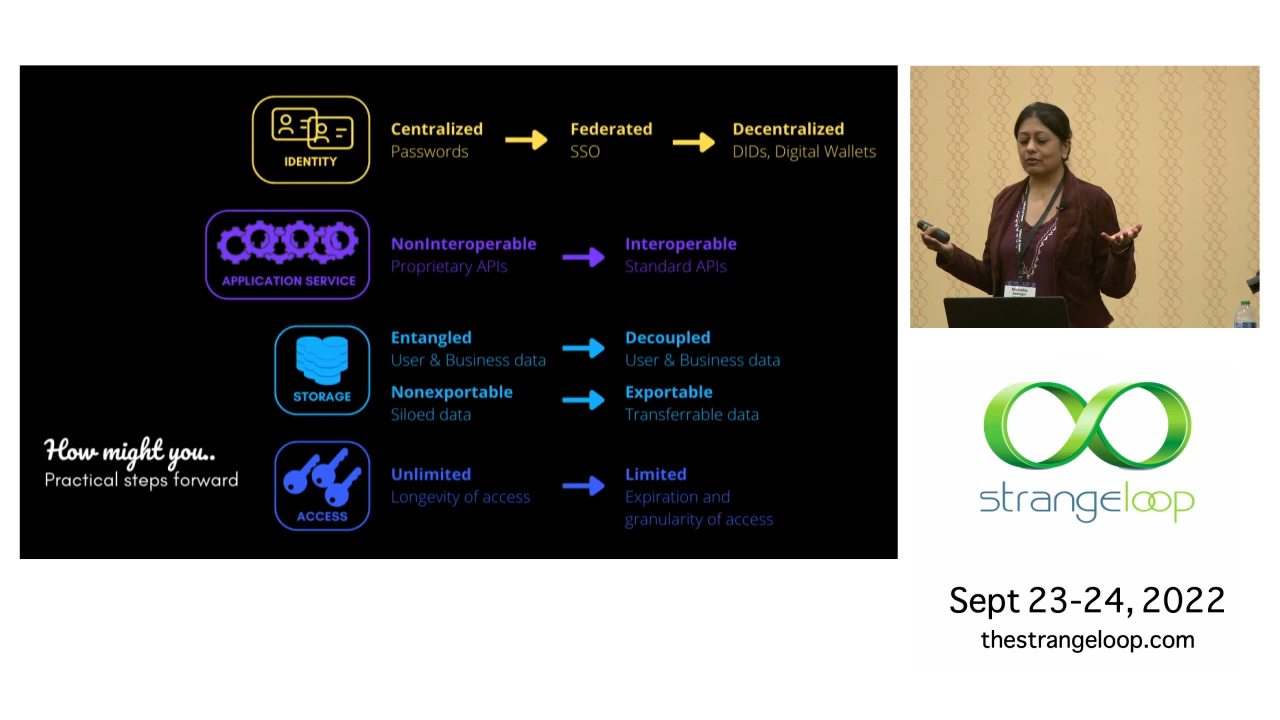 IDENTITY
Centralized
Passwords
Federated
SSO
Decentralized
DIDs, Digital Wallets
APPLICATION SERVICE
NonInteroperable
Proprietary APIs
Interoperable
Standard APIs
STORAGE
Entangled
User & Business data
Decoupled
User & Business data
Nonexportable
Siloed data
Exportable
Transferrable data
How might you..
Practical steps forward
ACCESS
Unlimited
Longevity of access
Limited
Expiration and
granularity of access
strangeloop
Sept 23-24, 2022
thestrangeloop.com